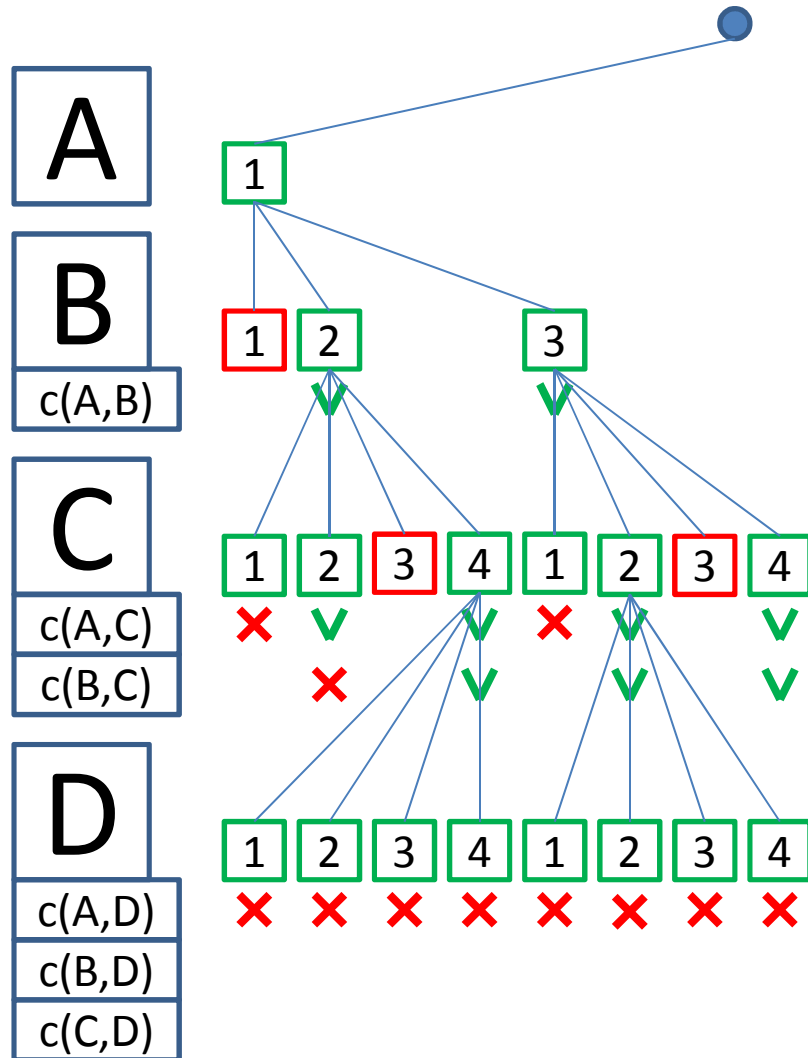 A
1
B
1 2 3
c(A,B)
C
1 2 3 4 1 2 3 4
c(A,C)
c(B,C)
D
1 2 3 4 1 2 3 4
c(A,D)
c(B,D)
c(C,D)